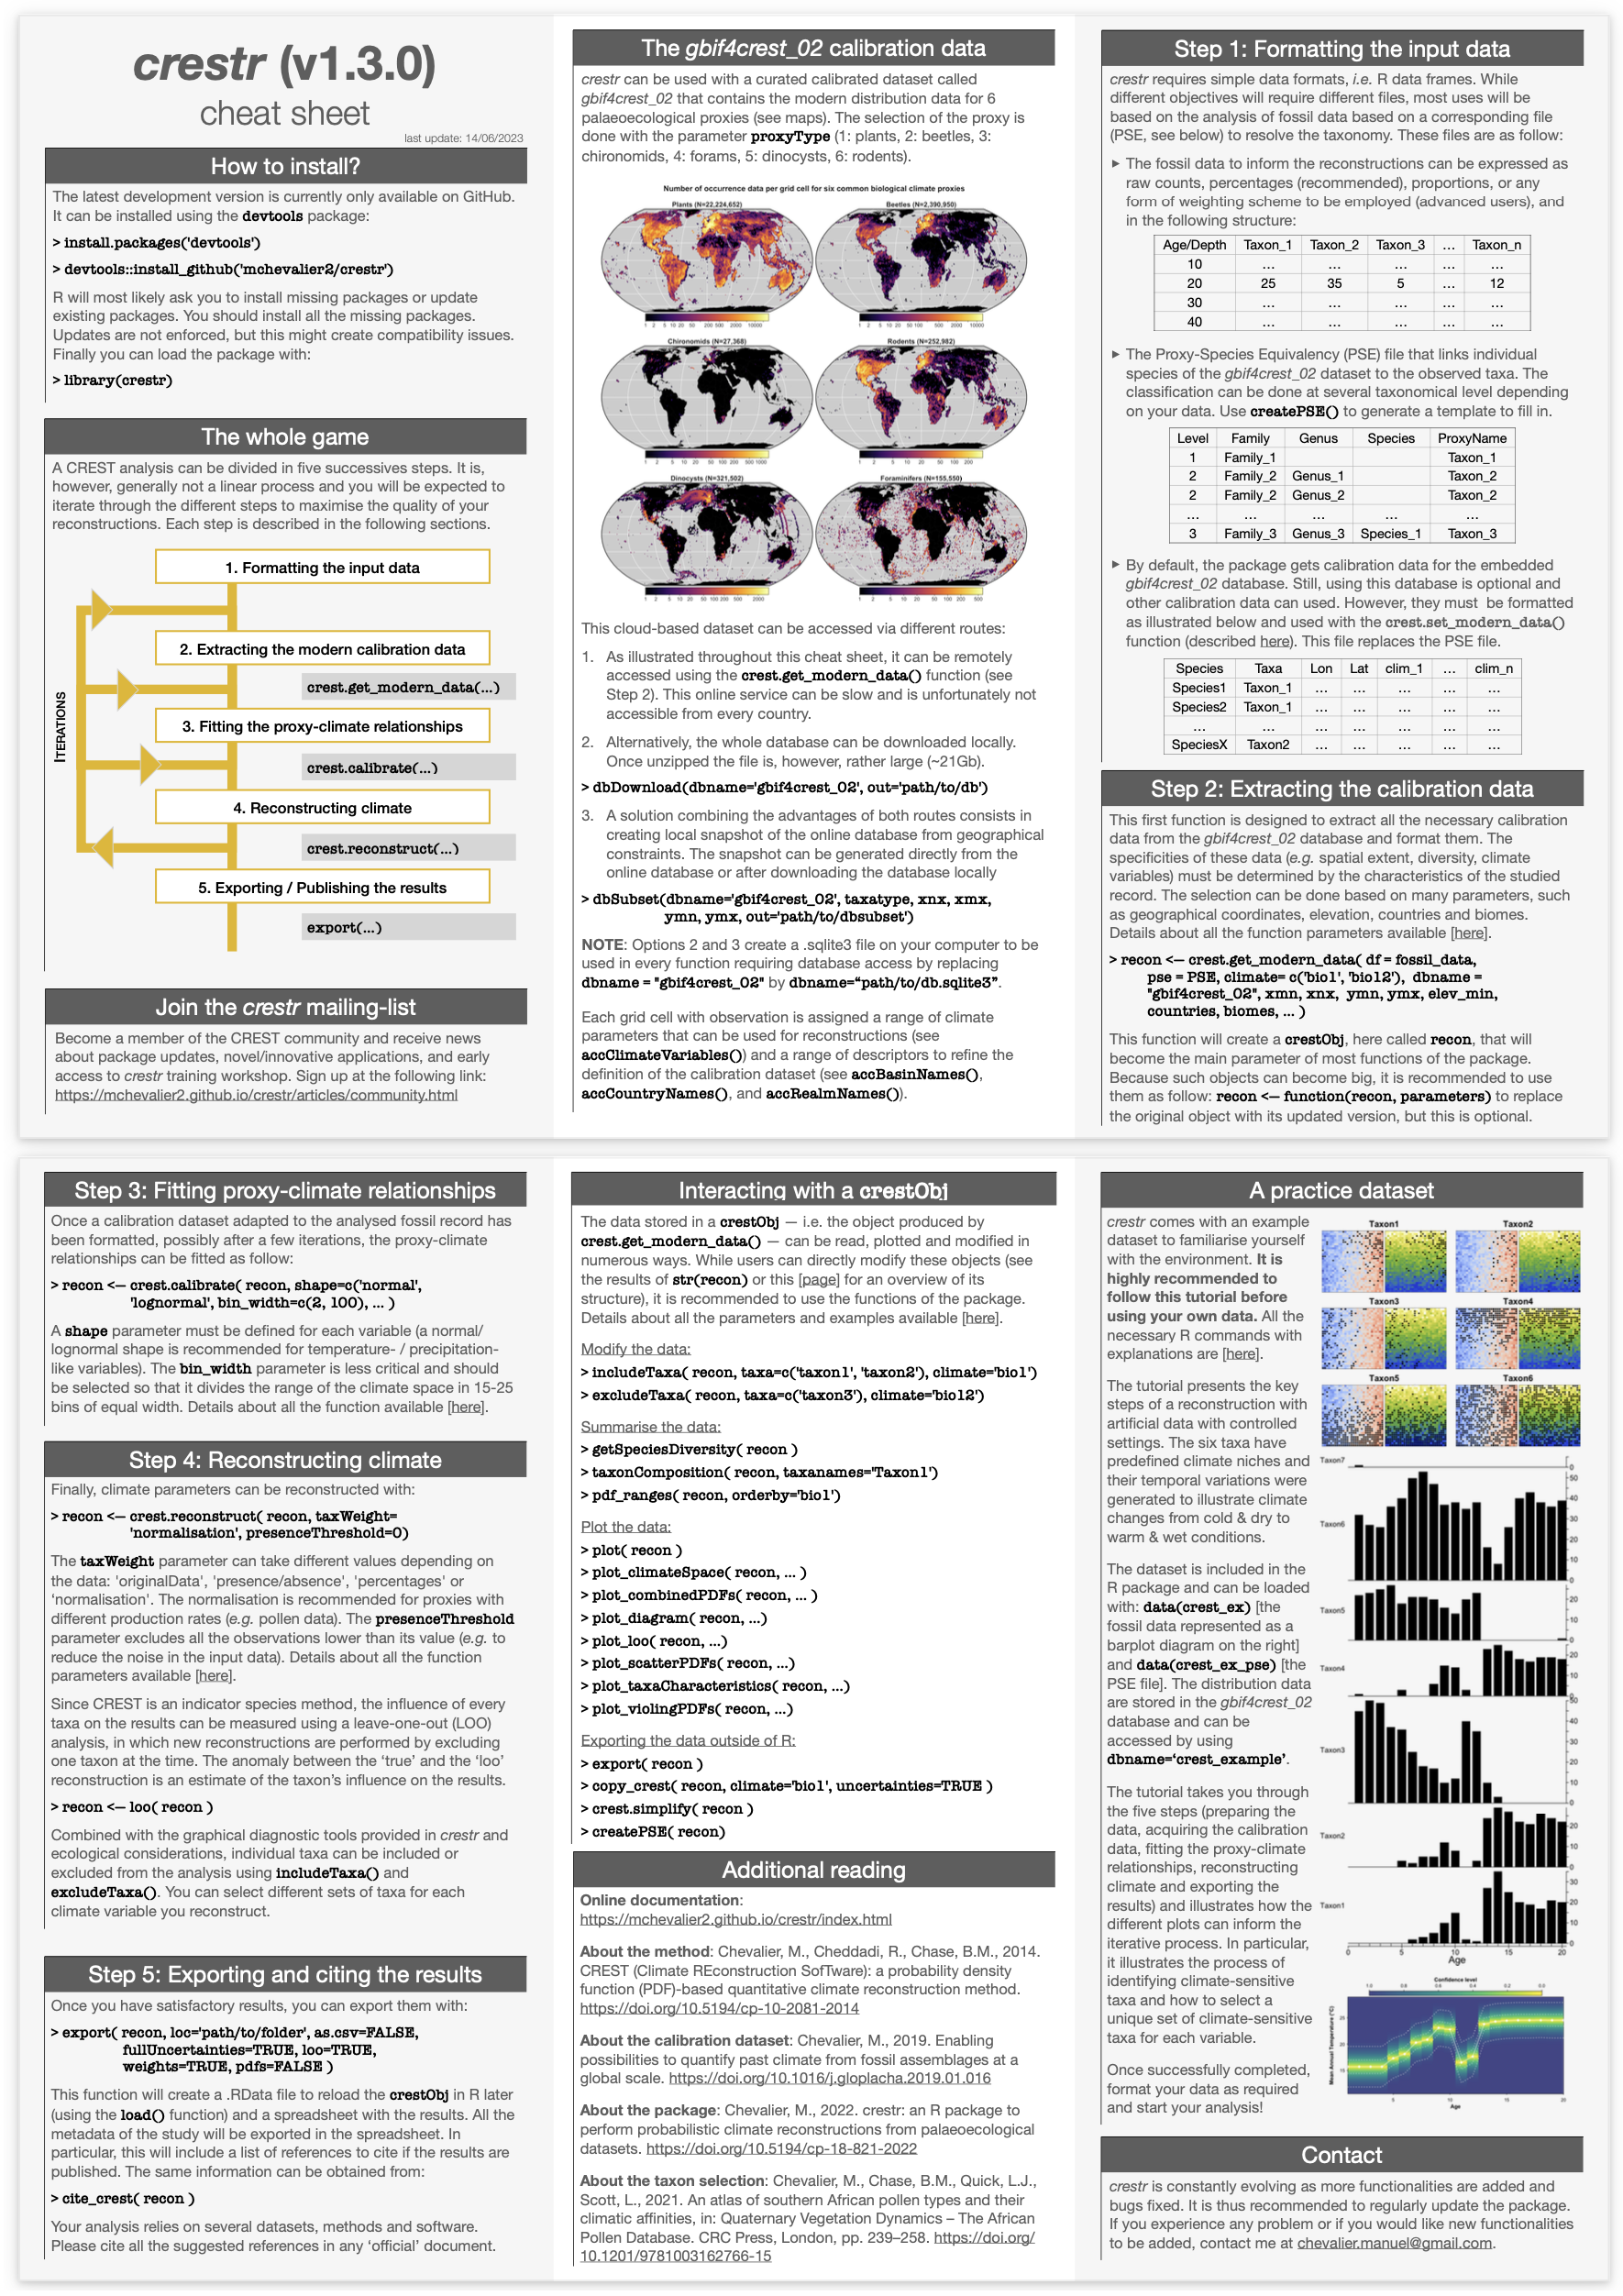 crestr (v1.3.0)
cheat sheet
last update: 14/06/2023
How to install?
The latest development version is currently only available on GitHub.
It can be installed using the devtools package:
> install.packages('devtools')
> devtools::install_github('mchevalier2/crestr')
R will most likely ask you to install missing packages or update
existing packages. You should install all the missing packages.
Updates are not enforced, but this might create compatibility issues.
Finally you can load the package with:
> library(crestr)
The whole game
A CREST analysis can be divided in five successives steps. It is,
however, generally not a linear process and you will be expected to
iterate through the different steps to maximise the quality of your
reconstructions. Each step is described in the following sections.
ITERATIONS
1. Formatting the input data
2. Extracting the modern calibration data
crest.get_modern_data(...)
3. Fitting the proxy-climate relationships
crest.calibrate(...)
4. Reconstructing climate
crest.reconstruct(...)
5. Exporting / Publishing the results
export(...)
Join the crestr mailing-list
Become a member of the CREST community and receive news
about package updates, novel/innovative applications, and early
access to crestr training workshop. Sign up at the following link:
https://mchevalier2.github.io/crestr/articles/community.html
The gbif4crest_02 calibration data
crestr can be used with a curated calibrated dataset called
gbif4crest_02 that contains the modern distribution data for 6
palaeoecological proxies (see maps). The selection of the proxy is
done with the parameter proxyType (1: plants, 2: beetles, 3:
chironomids, 4: forams, 5: dinocysts, 6: rodents).
Number of occurrence data per grid cell for six common biological climate proxies
Plants (N=22,224,652) Beetles (N=2,390,950)
1 2 5 10 20 50 200 500 2000 10000 1 2 5 10 20 100 500 2000 10000
Chironomids (N=27,368) Rodents (N=252,982)
Dinocysts (N=321,502) Foraminifers (N=155,550)
This cloud-based dataset can be accessed via different routes:
1. As illustrated throughout this cheat sheet, it can be remotely
accessed using the crest.get_modern_data() function (see
Step 2). This online service can be slow and is unfortunately not
accessible from every country.
2. Alternatively, the whole database can be downloaded locally.
Once unzipped the file is, however, rather large (~21Gb).
> dbDownload(dbname='gbif4crest_02', out='path/to/db')
3. A solution combining the advantages of both routes consists in
creating local snapshot of the online database from geographical
constraints. The snapshot can be generated directly from the
online database or after downloading the database locally
> dbSubset(dbname='gbif4crest_02', taxatype, xnx, xmx,
ymn, ymx, out='path/to/dbsubset')
NOTE: Options 2 and 3 create a .sqlite3 file on your computer to be
used in every function requiring database access by replacing
dbname = "gbif4crest_02" by dbname=“path/to/db.sqlite3”.
Each grid cell with observation is assigned a range of climate
parameters that can be used for reconstructions (see
accClimateVariables()) and a range of descriptors to refine the
definition of the calibration dataset (see accBasinNames(),
accCountryNames(), and accRealmNames()).
Step 1: Formatting the input data
crestr requires simple data formats, i.e. R data frames. While
different objectives will require different files, most uses will be
based on the analysis of fossil data based on a corresponding file
(PSE, see below) to resolve the taxonomy. These files are as follow:
▸ The fossil data to inform the reconstructions can be expressed as
raw counts, percentages (recommended), proportions, or any
form of weighting scheme to be employed (advanced users), and
in the following structure:
Age/Depth Taxon_1 Taxon_2 Taxon_3 ... Taxon_n
10 ... ... ... ... ...
20 25 35 5 ... 12
30 ... ... ... ... ...
40 ... ... ... ... ...
▸ The Proxy-Species Equivalency (PSE) file that links individual
species of the gbif4crest_02 dataset to the observed taxa. The
classification can be done at several taxonomical level depending
on your data. Use createPSE() to generate a template to fill in.
Level Family Genus Species ProxyName
1 Family_1 Taxon_1
2 Family_2 Genus_1 Taxon_2
2 Family_2 Genus_2 Taxon_2
... ... ... ... ...
3 Family_3 Genus_3 Species_1 Taxon_3
▸ By default, the package gets calibration data for the embedded
gbif4crest_02 database. Still, using this database is optional and
other calibration data can used. However, they must be formatted
as illustrated below and used with the crest.set_modern_data()
function (described here). This file replaces the PSE file.
Species Taxa Lon Lat clim_1 ... clim_n
Species1 Taxon_1 ... ... ... ... ...
Species2 Taxon_1 ... ... ... ... ...
... ... ... ... ... ...
SpeciesX Taxon2 ... ... ... ... ...
Step 2: Extracting the calibration data
This first function is designed to extract all the necessary calibration
data from the gbif4crest_02 database and format them. The
specificities of these data (e.g. spatial extent, diversity, climate
variables) must be determined by the characteristics of the studied
record. The selection can be done based on many parameters, such
as geographical coordinates, elevation, countries and biomes.
Details about all the function parameters available [here].
> recon <— crest.get_modern_data( df = fossil_data,
pse = PSE, climate= c('bio1', 'bio12'), dbname =
"gbif4crest_02", xmn, xnx, ymn, ymx, elev_min,
countries, biomes, ... )
This function will create a crestObj, here called recon, that will
become the main parameter of most functions of the package.
Because such objects can become big, it is recommended to use
them as follow: recon <— function(recon, parameters) to replace
the original object with its updated version, but this is optional.
Step 3: Fitting proxy-climate relationships
Once a calibration dataset adapted to the analysed fossil record has
been formatted, possibly after a few iterations, the proxy-climate
relationships can be fitted as follow:
> recon <— crest.calibrate( recon, shape=c('normal',
'lognormal', bin_width=c(2, 100), ... )
A shape parameter must be defined for each variable (a normal/
lognormal shape is recommended for temperature- / precipitation-
like variables). The bin_width parameter is less critical and should
be selected so that it divides the range of the climate space in 15-25
bins of equal width. Details about all the function available [here].
Step 4: Reconstructing climate
Finally, climate parameters can be reconstructed with:
> recon <— crest.reconstruct( recon, taxWeight=
'normalisation', presenceThreshold=0)
The taxWeight parameter can take different values depending on
the data: 'originalData', 'presence/absence', 'percentages' or
'normalisation'. The normalisation is recommended for proxies with
different production rates (e.g. pollen data). The presenceThreshold
parameter excludes all the observations lower than its value (e.g. to
reduce the noise in the input data). Details about all the function
parameters available [here].
Since CREST is an indicator species method, the influence of every
taxa on the results can be measured using a leave-one-out (LOO)
analysis, in which new reconstructions are performed by excluding
one taxon at the time. The anomaly between the ‘true’ and the ‘loo’
reconstruction is an estimate of the taxon’s influence on the results.
> recon <— loo( recon )
Combined with the graphical diagnostic tools provided in crestr and
ecological considerations, individual taxa can be included or
excluded from the analysis using includeTaxa() and
excludeTaxa(). You can select different sets of taxa for each
climate variable you reconstruct.
Step 5: Exporting and citing the results
Once you have satisfactory results, you can export them with:
> export( recon, loc='path/to/folder', as.csv=FALSE,
fullUncertainties=TRUE, loo=TRUE,
weights=TRUE, pdfs=FALSE )
This function will create a .RData file to reload the crestObj in R later
(using the load() function) and a spreadsheet with the results. All the
metadata of the study will be exported in the spreadsheet. In
particular, this will include a list of references to cite if the results are
published. The same information can be obtained from:
> cite_crest( recon )
Your analysis relies on several datasets, methods and software.
Please cite all the suggested references in any ‘official’ document.
Interacting with a crestObj
The data stored in a crestObj — i.e. the object produced by
crest.get_modern_data() — can be read, plotted and modified in
numerous ways. While users can directly modify these objects (see
the results of str(recon) or this [page] for an overview of its
structure), it is recommended to use the functions of the package.
Details about all the parameters and examples available [here].
Modify the data:
> includeTaxa( recon, taxa=c('taxon1', 'taxon2'), climate='bio1')
> excludeTaxa( recon, taxa=c('taxon3'), climate='bio12')
Summarise the data:
> getSpeciesDiversity( recon )
> taxonComposition( recon, taxanames='Taxon1')
> pdf_ranges( recon, orderby='bio1')
Plot the data:
> plot( recon )
> plot_climateSpace( recon, ... )
> plot_combinedPDFs( recon, ... )
> plot_diagram( recon, ...)
> plot_loo( recon, ...)
> plot_scatterPDFs( recon, ...)
> plot_taxaCharacteristics( recon, ...)
> plot_violingPDFs( recon, ...)
Exporting the data outside of R:
> export( recon )
> copy_crest( recon, climate='bio1', uncertainties=TRUE )
> crest.simplify( recon )
> createPSE( recon)
Additional reading
Online documentation:
https://mchevalier2.github.io/crestr/index.html
About the method: Chevalier, M., Cheddadi, R., Chase, B.M., 2014.
CREST (Climate REconstruction SofTware): a probability density
function (PDF)-based quantitative climate reconstruction method.
https://doi.org/10.5194/cp-10-2081-2014
About the calibration dataset: Chevalier, M., 2019. Enabling
possibilities to quantify past climate from fossil assemblages at a
global scale. https://doi.org/10.1016/j.gloplacha.2019.01.016
About the package: Chevalier, M., 2022. crestr: an R package to
perform probabilistic climate reconstructions from palaeoecological
datasets. https://doi.org/10.5194/cp-18-821-2022
About the taxon selection: Chevalier, M., Chase, B.M., Quick, L.J.,
Scott, L., 2021. An atlas of southern African pollen types and their
climatic affinities, in: Quaternary Vegetation Dynamics – The African
Pollen Database. CRC Press, London, pp. 239–258. https://doi.org/
10.1201/9781003162766-15
A practice dataset
crestr comes with an example
dataset to familiarise yourself
with the environment. It is
highly recommended to
follow this tutorial before
using your own data. All the
necessary R commands with
explanations are [here].
The tutorial presents the key
steps of a reconstruction with
artificial data with controlled
settings. The six taxa have
predefined climate niches and
their temporal variations were
generated to illustrate climate
changes from cold & dry to
warm & wet conditions.
The dataset is included in the
R package and can be loaded
with: data(crest_ex) [the
fossil data represented as a
barplot diagram on the right]
and data(crest_ex_pse) [the
PSE file]. The distribution data
are stored in the gbif4crest_02
database and can be
accessed by using
dbname=‘crest_example’.
The tutorial takes you through
the five steps (preparing the
data, acquiring the calibration
data, fitting the proxy-climate
relationships, reconstructing
climate and exporting the
results) and illustrates how the
different plots can inform the
iterative process. In particular,
it illustrates the process of
identifying climate-sensitive
taxa and how to select a
unique set of climate-sensitive
taxa for each variable.
Once successfully completed,
format your data as required
and start your analysis!
Taxon1 Taxon2
Taxon3 Taxon4
Taxon5 Taxon6
Taxon7
Taxon6
Taxon5
Taxon4
Taxon3
Taxon2
Taxon1
0 5 10 15 20
Age
Confidence level
Mean Annual Temperature (°C)
5 10 15 20
Age
Contact
crestr is constantly evolving as more functionalities are added and
bugs fixed. It is thus recommended to regularly update the package.
If you experience any problem or if you would like new functionalities
to be added, contact me at chevalier.manuel@gmail.com.